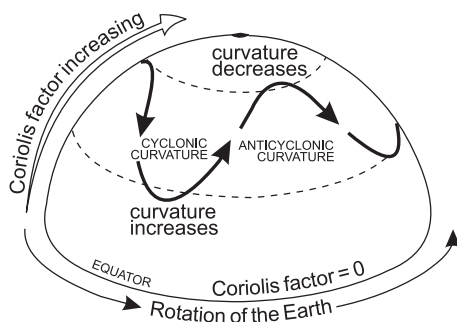 Coriolis factor increasing
curvature
decreases
CYCLONIC
CURVATURE
ANTICYCLONIC
CURVATURE
curvature
increases
EQUATOR
Coriolis factor = 0
Rotation of the Earth